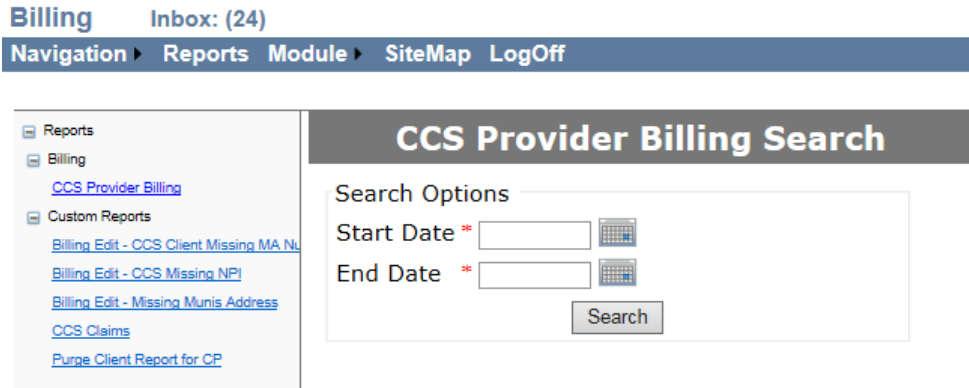 Billing Inbox: (24)
Navigation Reports Module SiteMap LogOff
Reports
Billing
CCS Provider Billing
Custom Reports
Billing Edit - CCS Client Missing MA Nu
Billing Edit - CCS Missing NPI
Billing Edit - Missing Munis Address
CCS Claims
Purge Client Report for CP
CCS Provider Billing Search
Search Options
Start Date *
End Date *
Search